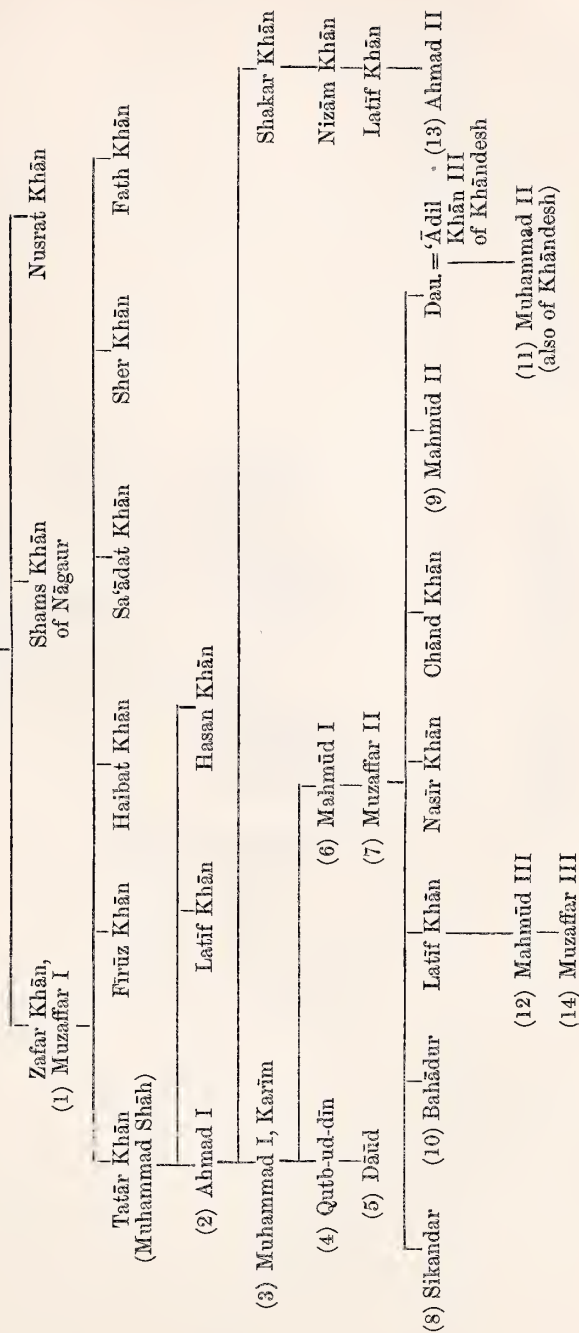 Zafar Khān,
(1) Muzaffar I
Shams Khān
of Nāgaur
Nusrat Khān
Tatār Khān
(Muhammad Shāh)
Fīrūz Khān
Haibat Khān
Sa‘ādat Khān
Sher Khān
Fath Khān
(2) Ahmad I
Latīf Khān
Hasan Khān
(3) Muhammad I, Karīm
Shakar Khān
(4) Qutb-ud-dīn
(6) Mahmūd I
Nizām Khān
(5) Dāūd
(7) Muzaffar II
Latīf Khān
(8) Sikandar
(10) Bahādur
Latīf Khān
Nasīr Khān
Chānd Khān
(9) Mahmūd II
Dau.=‘Ādil
Khān III
of Khāndesh
(13) Ahmad II
(12) Mahmūd III
(11) Muhammad II
(also of Khāndesh)
(14) Muzaffar III